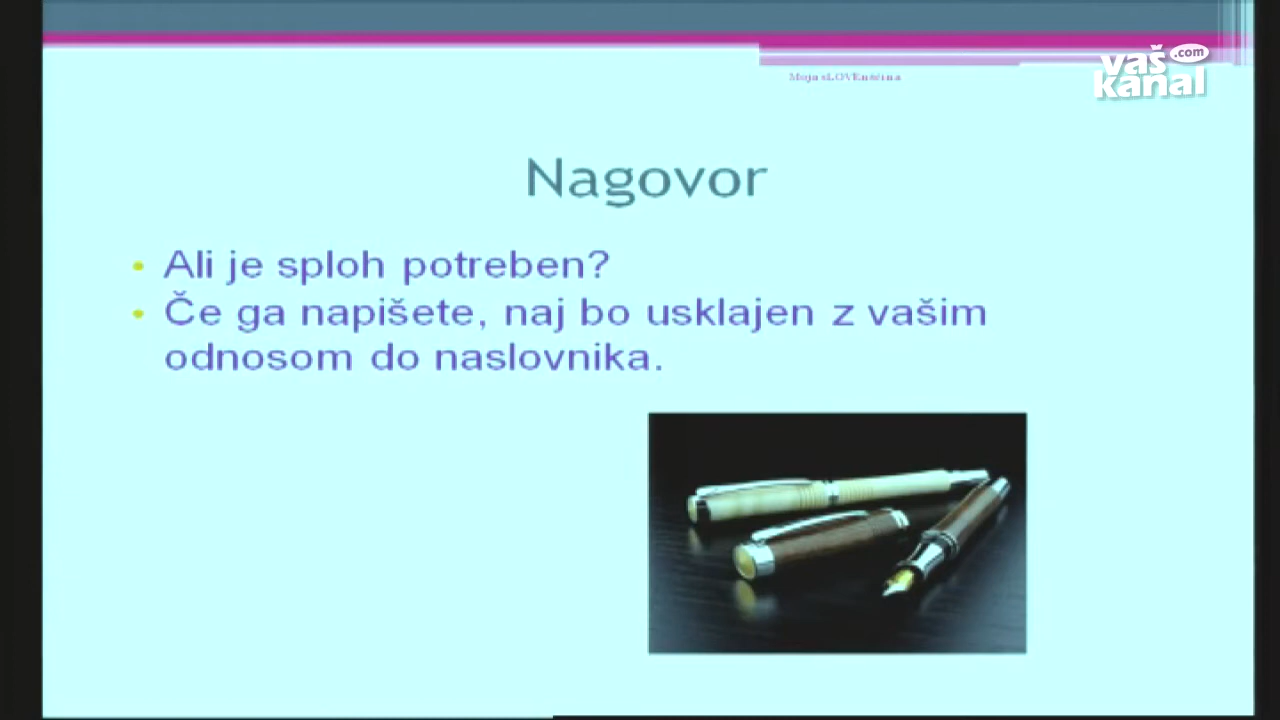 vaš .com
kanal
Moja sLOVEnščina
Nagovor
• Ali je sploh potreben?
• Če ga napišete, naj bo usklajen z vašim
odnosom do naslovnika.